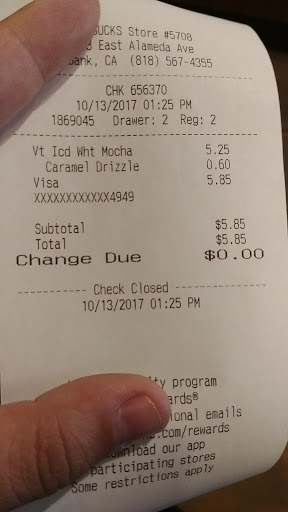 UCKS Store #5708
East Alameda Ave
bank, CA (818) 567-4355
CHK 656370
10/13/2017 01:25 PM
1869045 Drawer: 2 Reg: 2
Vt Icd Wht Mocha 5.25
Caramel Drizzle 0.60
Visa 5.85
XXXXXXXXXXXX4949
Subtotal $5.85
Total $5.85
Change Due $0.00
Check Closed
10/13/2017 01:25 PM
ty program
ards®
ional emails
.com/rewards
ownload our app
participating stores
Some restrictions apply